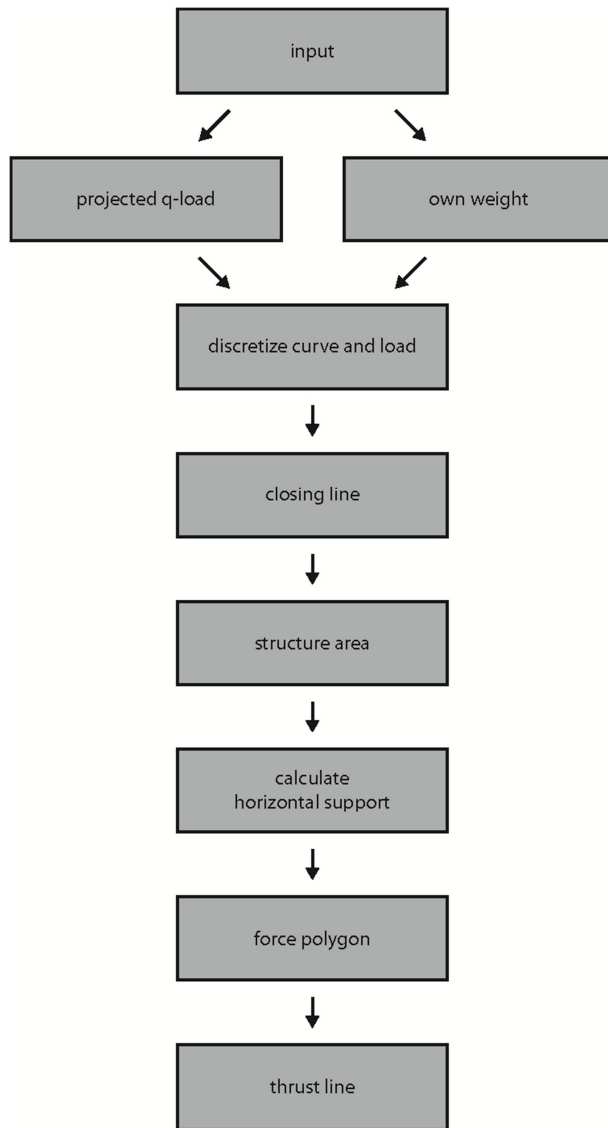 input
projected q-load
own weight
discretize curve and load
closing line
structure area
calculate
horizontal support
force polygon
thrust line